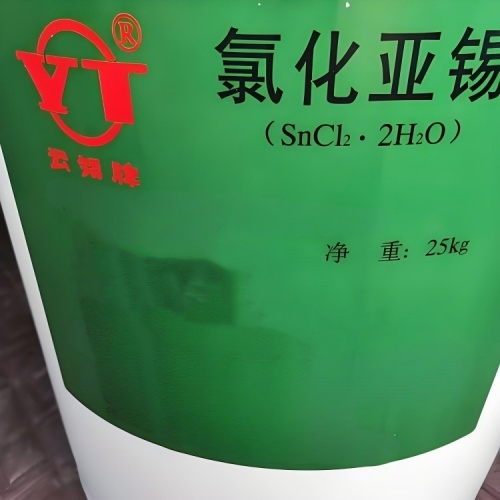 YT®
云锡牌
氯化亚锡
（SnCl₂·2H₂O）
净 重: 25kg